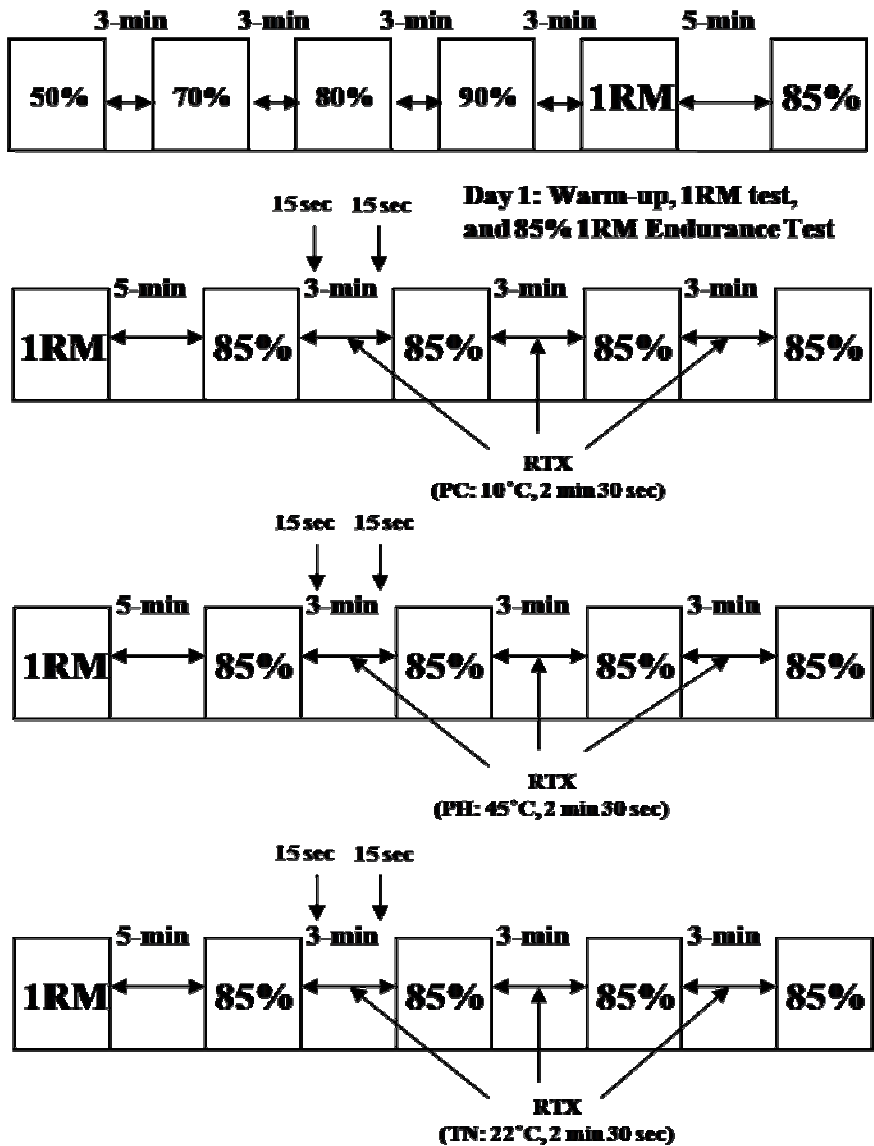 3-min 3-min 3-min 3-min 5-min
50% 70% 80% 90% 1RM 85%
Day 1: Warm-up, 1RM test,
and 85% 1RM Endurance Test
15 sec 15 sec
5-min 3-min 3-min 3-min
1RM 85% 85% 85% 85%
RTX
(PC: 10°C, 2 min 30 sec)
15 sec 15 sec
5-min 3-min 3-min 3-min
1RM 85% 85% 85% 85%
RTX
(PH: 45°C, 2 min 30 sec)
15 sec 15 sec
5-min 3-min 3-min 3-min
1RM 85% 85% 85% 85%
RTX
(TN: 22°C, 2 min 30 sec)